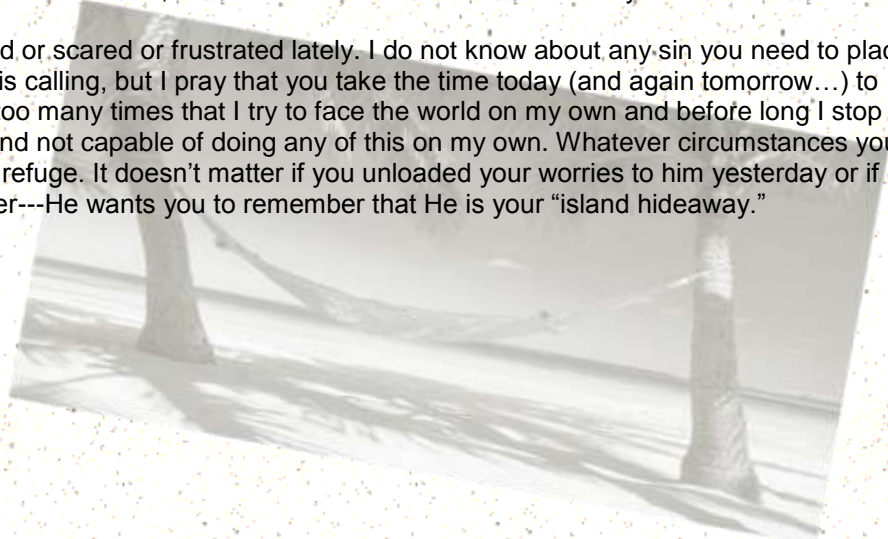 d or scared or frustrated lately. I do not know about any sin you need to plac
is calling, but I pray that you take the time today (and again tomorrow…) to
too many times that I try to face the world on my own and before long I stop
nd not capable of doing any of this on my own. Whatever circumstances you
refuge. It doesn’t matter if you unloaded your worries to him yesterday or if
er---He wants you to remember that He is your “island hideaway.”